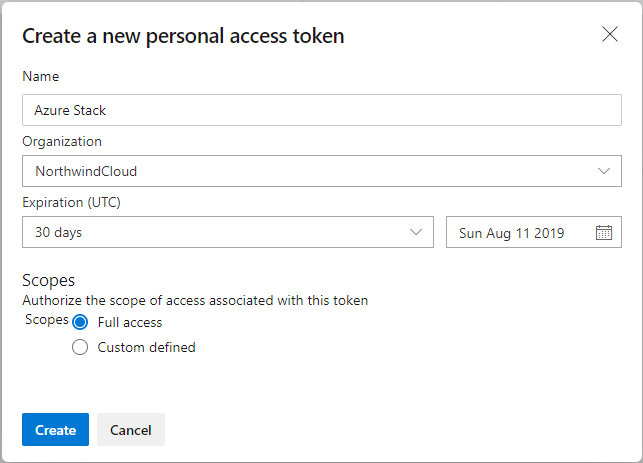 Create a new personal access token
Name
Azure Stack
Organization
NorthwindCloud
Expiration (UTC)
30 days
Sun Aug 11 2019
Scopes
Authorize the scope of access associated with this token
Scopes Full access
Custom defined
Create Cancel